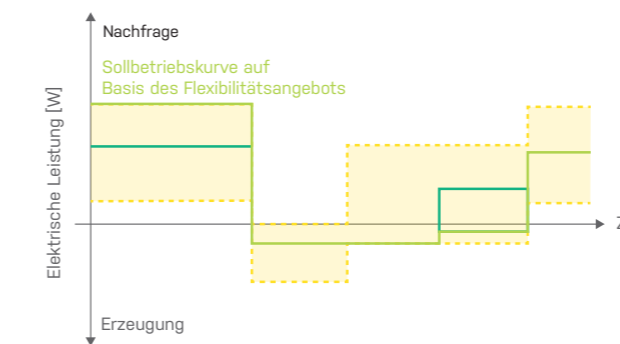 Nachfrage
Sollbetriebskurve auf
Basis des Flexibilitätsangebots
Elektrische Leistung [W]
Erzeugung